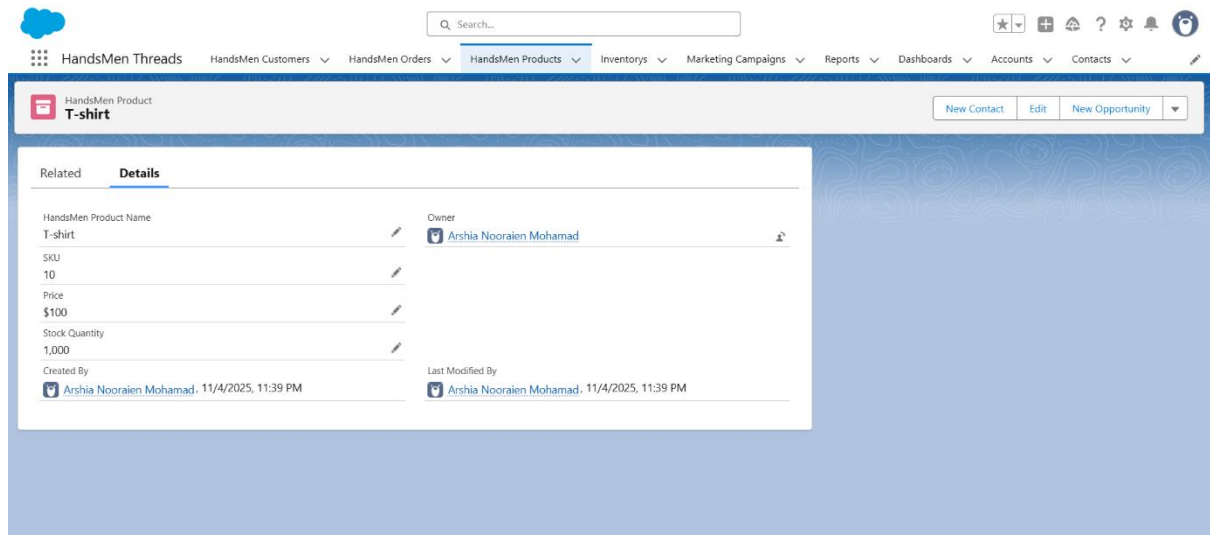 Search...
HandsMen Threads HandsMen Customers HandsMen Orders HandsMen Products Inventorys Marketing Campaigns Reports Dashboards Accounts Contacts
HandsMen Product
T-shirt
New Contact Edit New Opportunity
Related Details
HandsMen Product Name
T-shirt
Owner
Arshia Nooraien Mohamad
SKU
10
Price
$100
Stock Quantity
1,000
Created By
Arshia Nooraien Mohamad, 11/4/2025, 11:39 PM
Last Modified By
Arshia Nooraien Mohamad, 11/4/2025, 11:39 PM